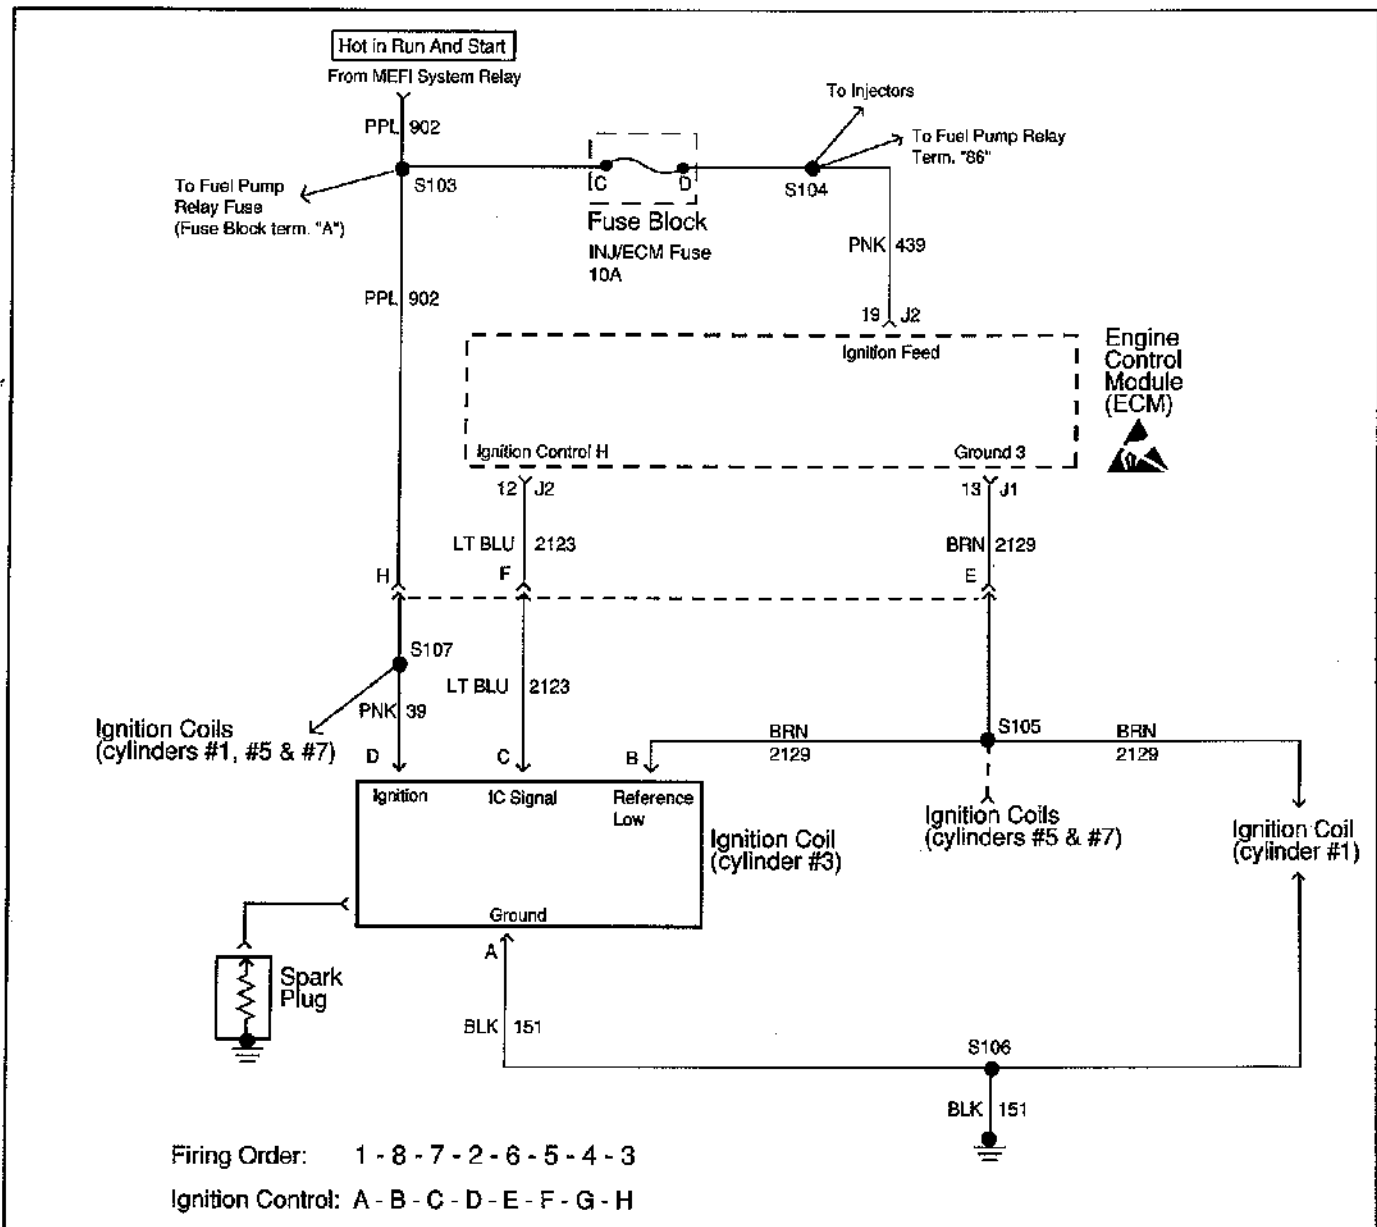 Hot in Run And Start
From MEFI System Relay
To Injectors
PPL 902
To Fuel Pump Relay
Term. "86"
To Fuel Pump
Relay Fuse
(Fuse Block term. "A")
S103
C D
S104
Fuse Block
INJ/ECM Fuse
10A
PNK 439
PPL 902
19 J2
Ignition Feed
Engine
Control
Module
(ECM)
Ignition Control H
Ground 3
12 J2
13 J1
LT BLU 2123
BRN 2129
H F E
S107
LT BLU 2123
PNK 39
Ignition Coils
(cylinders #1, #5 & #7)
S105
BRN
2129
BRN
2129
D C B
Ignition
IC Signal
Reference
Low
Ignition Coil
(cylinder #3)
Ignition Coils
(cylinders #5 & #7)
Ignition Coil
(cylinder #1)
Ground
A
Spark
Plug
BLK 151
S106
BLK 151
Firing Order: 1 - 8 - 7 - 2 - 6 - 5 - 4 - 3
Ignition Control: A - B - C - D - E - F - G - H